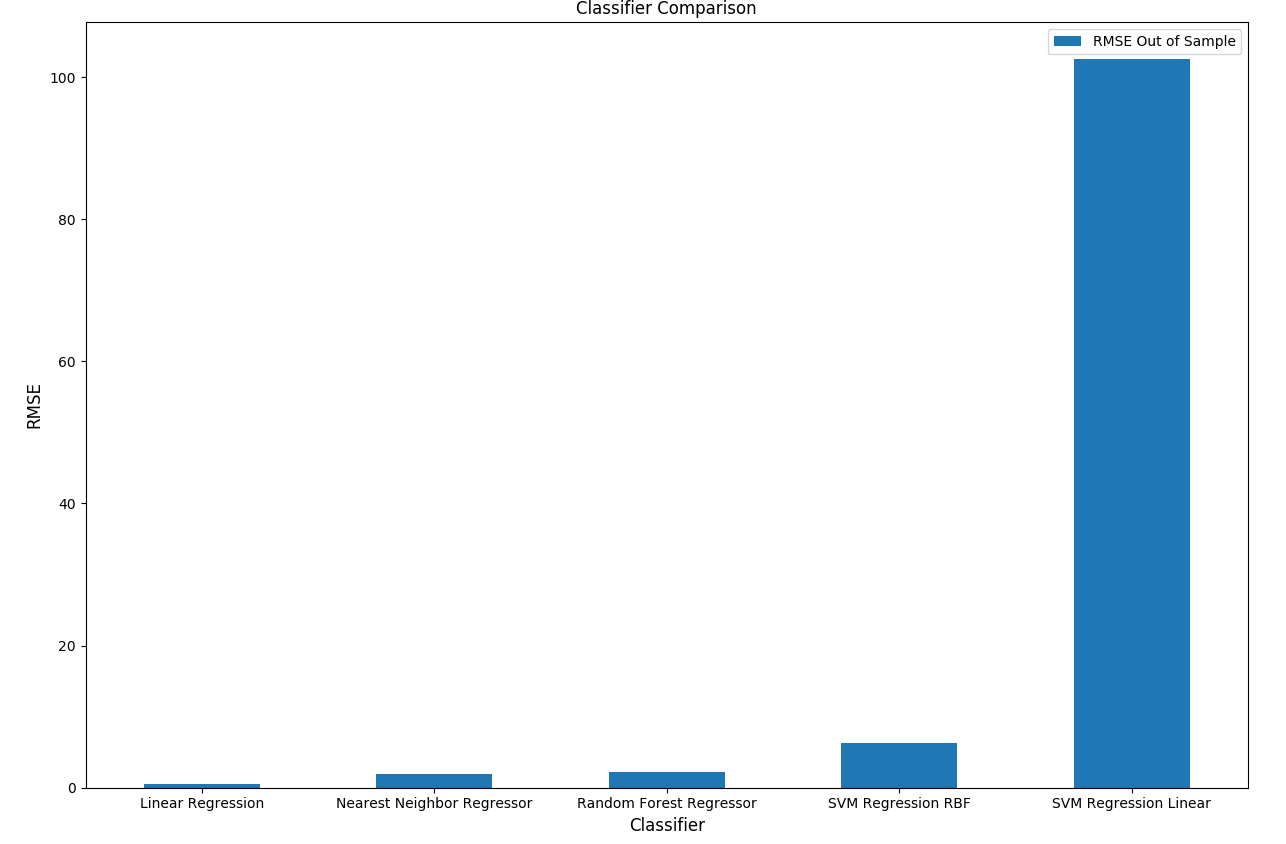 Classifier Comparison
RMSE Out of Sample
100
80
60
40
20
0
RMSE
Linear Regression
Nearest Neighbor Regressor
Random Forest Regressor
SVM Regression RBF
SVM Regression Linear
Classifier